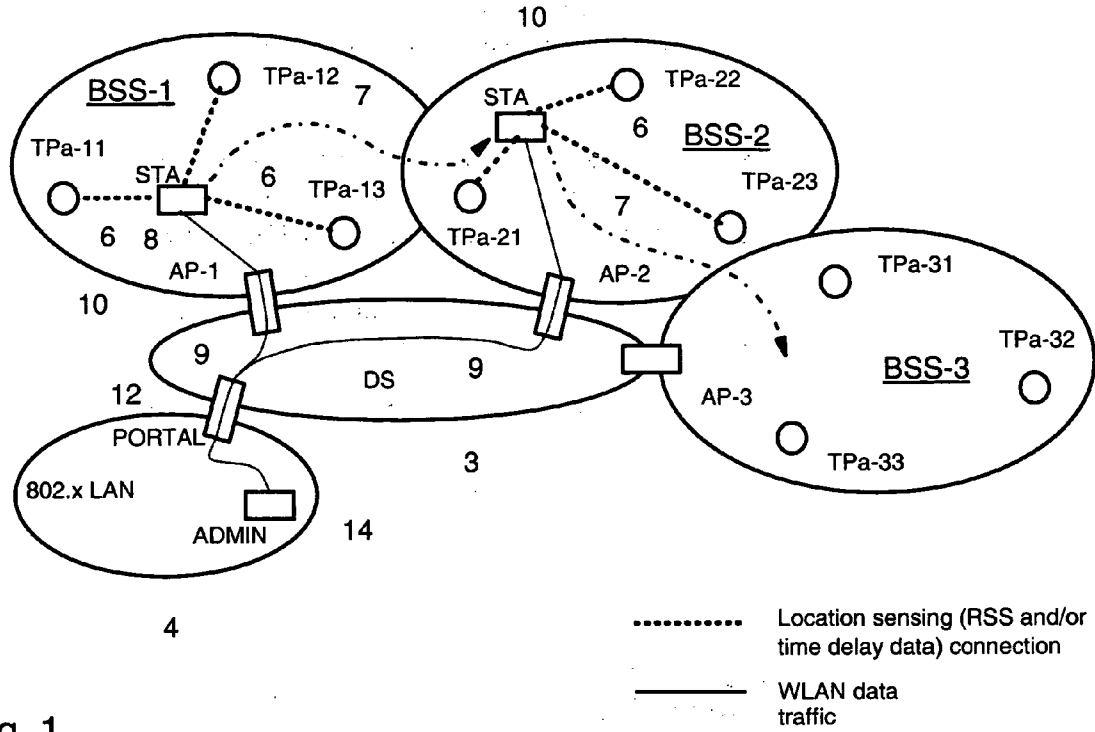 10
BSS-1
TPa-12
7
STA
TPa-22
6
BSS-2
TPa-11
STA
6
TPa-13
TPa-23
6
8
TPa-21
7
AP-1
AP-2
TPa-31
10
9
DS
9
TPa-32
BSS-3
12
AP-3
PORTAL
3
TPa-33
802.x LAN
ADMIN
14
4
Location sensing (RSS and/or
time delay data) connection
WLAN data
traffic